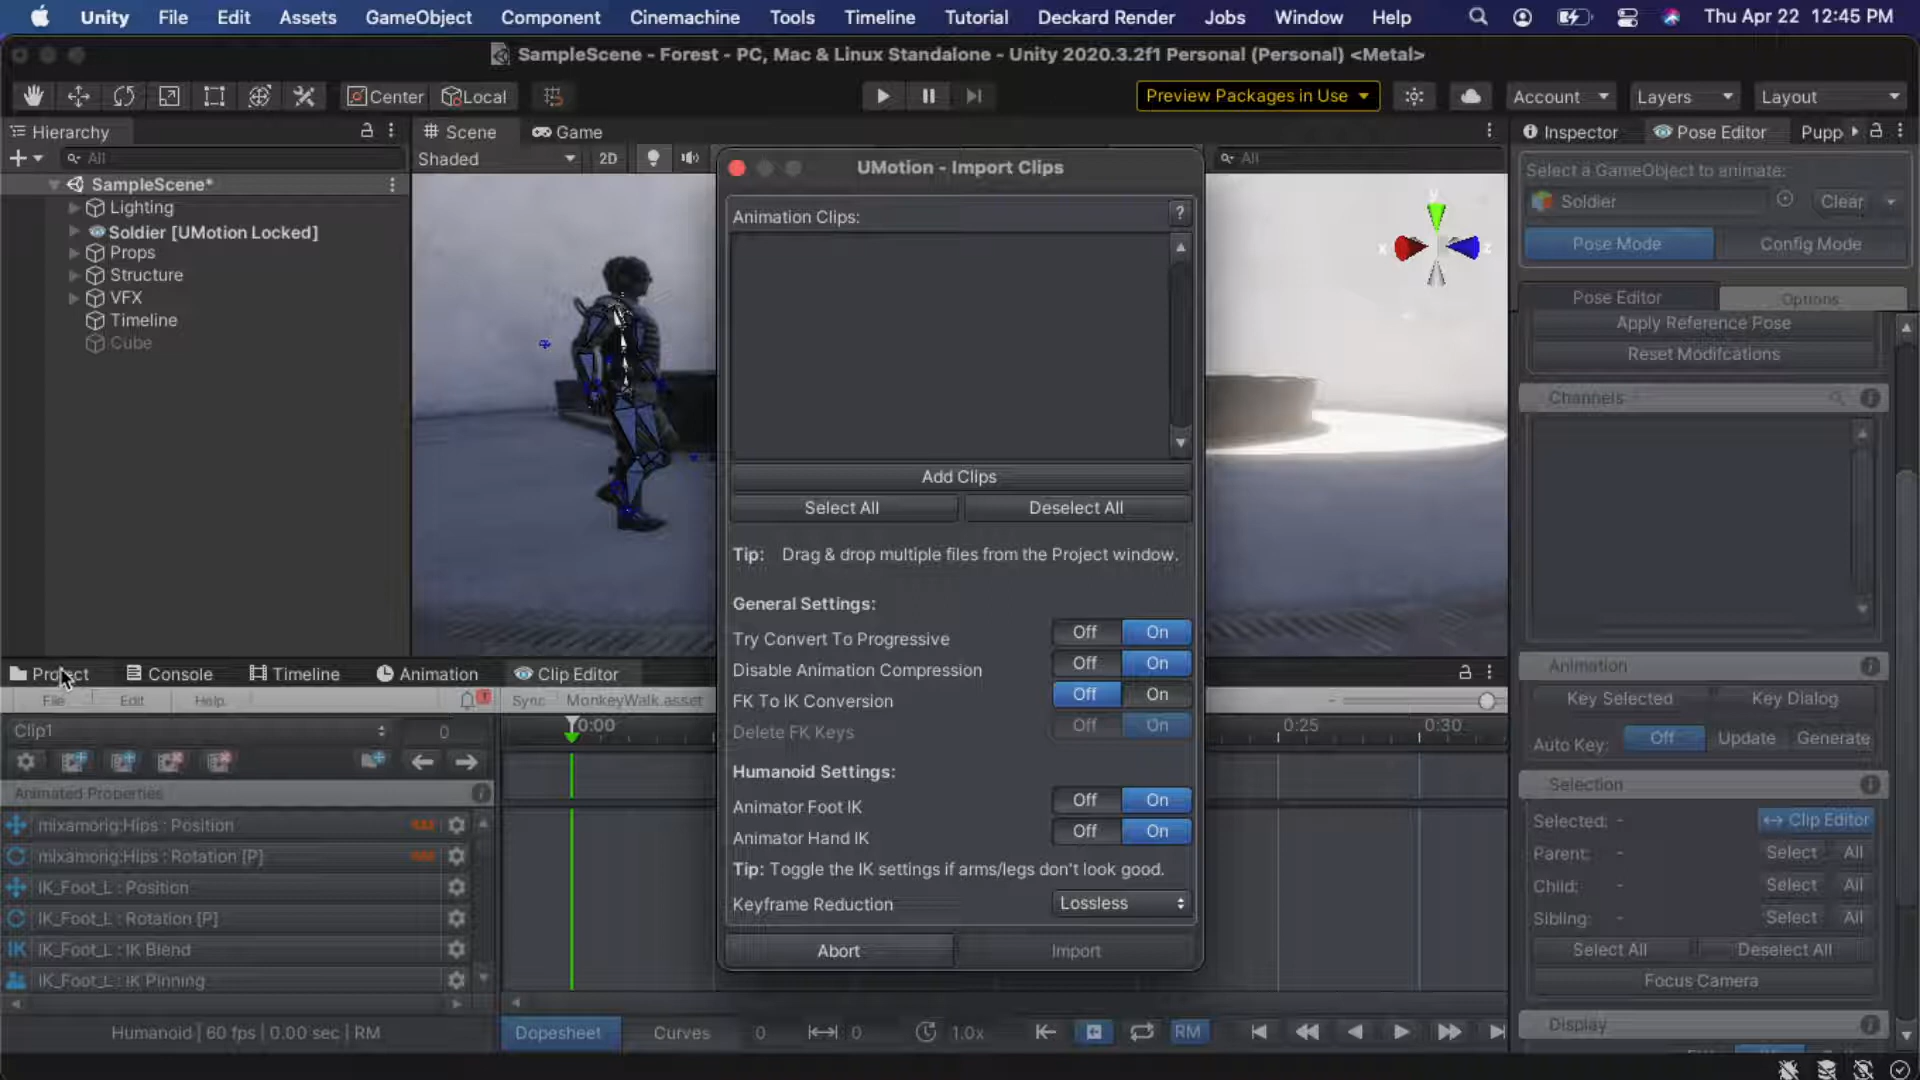 Unity File Edit Assets GameObject Component Cinemachine Tools Timeline Tutorial Deckard Render Jobs Window Help Thu Apr 22 12:45 PM
SampleScene - Forest - PC, Mac & Linux Standalone - Unity 2020.3.2f1 Personal (Personal) <Metal>
Center Local Preview Packages in Use Account Layers Layout
Hierarchy
All
SampleScene*
Lighting
Soldier [UMotion Locked]
Props
Structure
VFX
Timeline
Cube
Scene Game
Shaded 2D All
x y z
UMotion - Import Clips
Animation Clips: ?
Add Clips
Select All Deselect All
Tip: Drag & drop multiple files from the Project window.
General Settings:
Try Convert To Progressive Off On
Disable Animation Compression Off On
FK To IK Conversion Off On
Delete FK Keys Off On
Humanoid Settings:
Animator Foot IK Off On
Animator Hand IK Off On
Tip: Toggle the IK settings if arms/legs don't look good.
Keyframe Reduction Lossless
Abort Import
Inspector Pose Editor Pupp
Select a GameObject to animate:
Soldier Clear
Pose Mode Config Mode
Pose Editor Options
Apply Reference Pose
Reset Modifcations
Channels
Animation
Key Selected Key Dialog
Auto Key: Off Update Generate
Selection
Selected: - Clip Editor
Parent: - Select All
Child: - Select All
Sibling: - Select All
Select All Deselect All
Focus Camera
Display
Project Console Timeline Animation Clip Editor
File Edit Help 1 Sync MonkeyWalk.asset
Clip1 0 0:00 0:25 0:30
Animated Properties
mixamorig:Hips : Position
mixamorig:Hips : Rotation [P]
IK_Foot_L : Position
IK_Foot_L : Rotation [P]
IK IK_Foot_L : IK Blend
IK_Foot_L : IK Pinning
Humanoid | 60 fps | 0.00 sec | RM Dopesheet Curves 0 0 1.0x RM